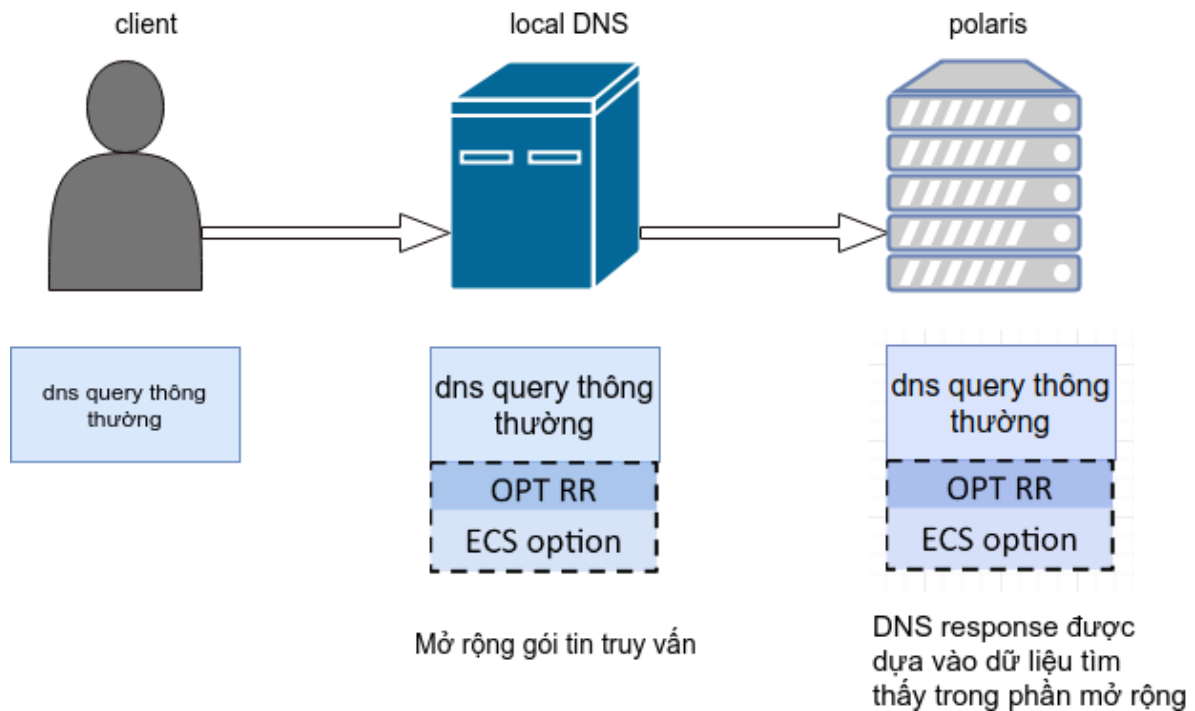 client
local DNS
polaris
dns query thông
thường
dns query thông
thường
OPT RR
ECS option
dns query thông
thường
OPT RR
ECS option
Mở rộng gói tin truy vấn
DNS response được
dựa vào dữ liệu tìm
thấy trong phần mở rộng